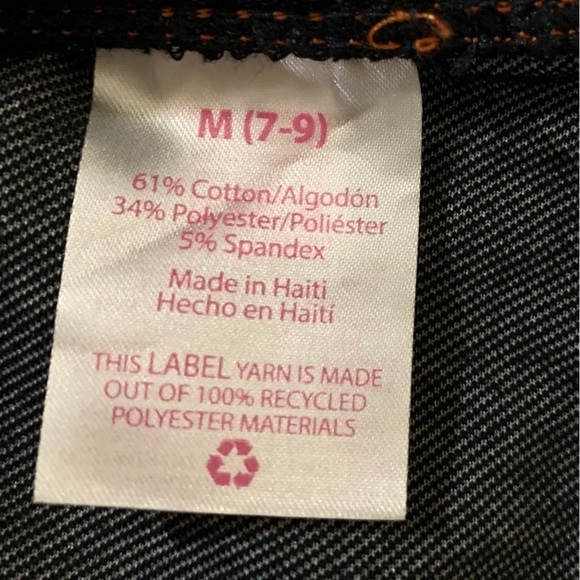 M (7-9)
61% Cotton/Algodón
34% Polyester/Poliéster
5% Spandex
Made in Haiti
Hecho en Haití
THIS LABEL YARN IS MADE
OUT OF 100% RECYCLED
POLYESTER MATERIALS